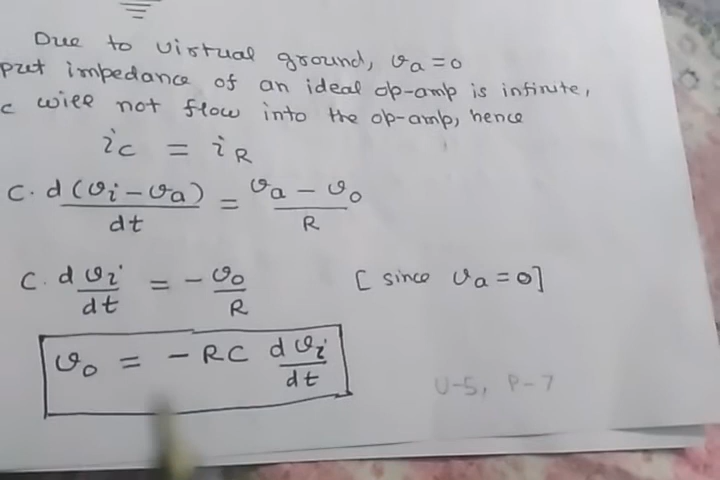 Due to virtual ground, va = 0
put impedance of an ideal op-amp is infinite,
c will not flow into the op-amp, hence
ic = iR
C. d(vi - va)/dt = va - vo/R
C. dvi/dt = - vo/R [since va = 0]
vo = - RC dvi/dt
U-5, P-7